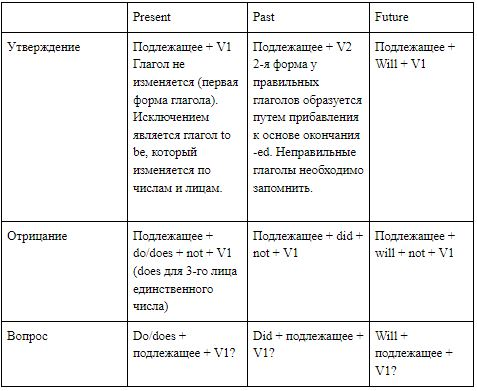 Present
Past
Future
Утверждение
Подлежащее + V1
Глагол не
изменяется (первая
форма глагола).
Исключением
является глагол to
be, который
изменяется по
числам и лицам.
Подлежащее + V2
2-я форма у
правильных
глаголов образуется
путем прибавления
к основе окончания
-ed. Неправильные
глаголы необходимо
запомнить.
Подлежащее +
Will + V1
Отрицание
Подлежащее +
do/does + not + V1
(does для 3-го лица
единственного
числа)
Подлежащее + did +
not + V1
Подлежащее +
will + not + V1
Вопрос
Do/does +
подлежащее + V1?
Did + подлежащее +
V1?
Will +
подлежащее +
V1?